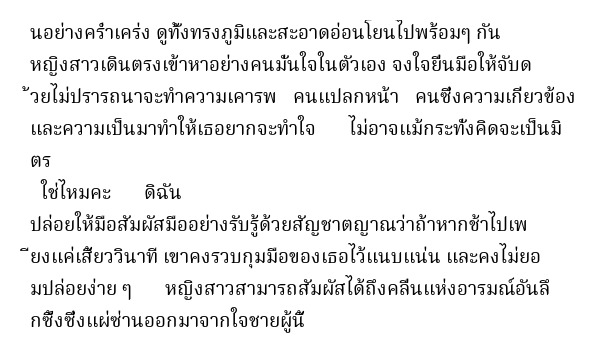 นอย่างคร่ำเคร่ง ดูทั้งทรงภูมิและสะอาดอ่อนโยนไปพร้อมๆ กัน
หญิงสาวเดินตรงเข้าหาอย่างคนมั่นใจในตัวเอง จงใจยื่นมือให้จับด
้วยไม่ปรารถนาจะทำความเคารพ คนแปลกหน้า คนซึ่งความเกี่ยวข้อง
และความเป็นมาทำให้เธอยากจะทำใจ ไม่อาจแม้กระทั่งคิดจะเป็นมิ
ตร
ใช่ไหมคะ ดิฉัน
ปล่อยให้มือสัมผัสมืออย่างรับรู้ด้วยสัญชาตญาณว่าถ้าหากช้าไปเพ
ียงแค่เสี้ยววินาที เขาคงรวบกุมมือของเธอไว้แนบแน่น และคงไม่ยอ
มปล่อยง่าย ๆ หญิงสาวสามารถสัมผัสได้ถึงคลื่นแห่งอารมณ์อันลึ
กซึ้งซึ่งแผ่ซ่านออกมาจากใจชายผู้นี้